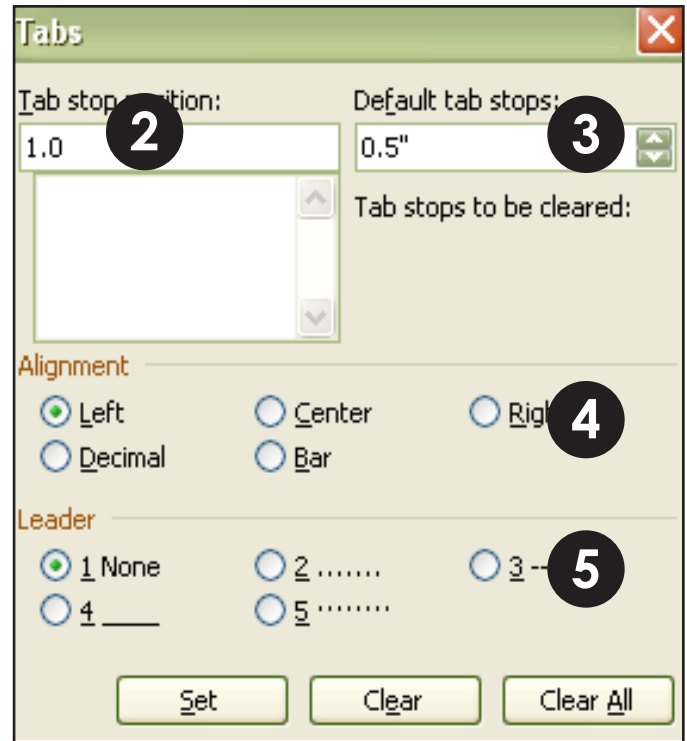 Tabs
Tab stop position: Default tab stops:
2 3
1.0 0.5"
Tab stops to be cleared:
Alignment
Left Center 4
Decimal Bar
Leader
1 None 2 ....... 3 -- 5
4 ____ 5 ········
Set Clear Clear All